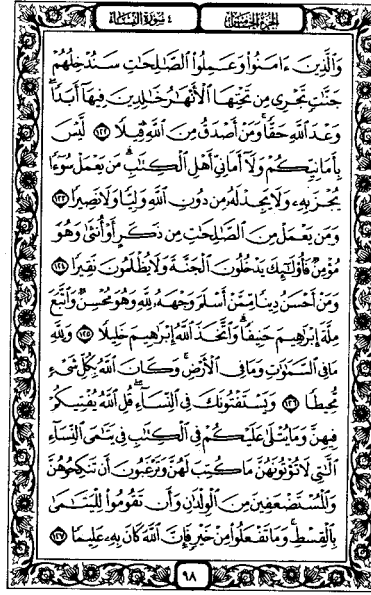 الجزء الخامس
٤ سورة النساء
وَالَّذِينَ ءَامَنُوا۟ وَعَمِلُوا۟ الصَّـٰلِحَـٰتِ سَنُدْخِلُهُمْ
جَنَّـٰتٍ تَجْرِى مِن تَحْتِهَا الْأَنْهَـٰرُ خَـٰلِدِينَ فِيهَآ أَبَدًا ۖ
وَعْدَ اللَّهِ حَقًّا ۚ وَمَنْ أَصْدَقُ مِنَ اللَّهِ قِيلًا ١٢٢ لَّيْسَ
بِأَمَانِيِّكُمْ وَلَآ أَمَانِىِّ أَهْلِ الْكِتَـٰبِ ۗ مَن يَعْمَلْ سُوٓءًا
يُجْزَ بِهِۦ وَلَا يَجِدْ لَهُۥ مِن دُونِ اللَّهِ وَلِيًّا وَلَا نَصِيرًا ١٢٣
وَمَن يَعْمَلْ مِنَ الصَّـٰلِحَـٰتِ مِن ذَكَرٍ أَوْ أُنثَىٰ وَهُوَ
مُؤْمِنٌ فَأُو۟لَـٰٓئِكَ يَدْخُلُونَ الْجَنَّةَ وَلَا يُظْلَمُونَ نَقِيرًا ١٢٤
وَمَنْ أَحْسَنُ دِينًا مِّمَّنْ أَسْلَمَ وَجْهَهُۥ لِلَّهِ وَهُوَ مُحْسِنٌ وَاتَّبَعَ
مِلَّةَ إِبْرَٰهِيمَ حَنِيفًا ۗ وَاتَّخَذَ اللَّهُ إِبْرَٰهِيمَ خَلِيلًا ١٢٥ وَلِلَّهِ
مَا فِى السَّمَـٰوَٰتِ وَمَا فِى الْأَرْضِ ۚ وَكَانَ اللَّهُ بِكُلِّ شَىْءٍ
مُّحِيطًا ١٢٦ وَيَسْتَفْتُونَكَ فِى النِّسَآءِ ۖ قُلِ اللَّهُ يُفْتِيكُمْ
فِيهِنَّ وَمَا يُتْلَىٰ عَلَيْكُمْ فِى الْكِتَـٰبِ فِى يَتَـٰمَى النِّسَآءِ
الَّـٰتِى لَا تُؤْتُونَهُنَّ مَا كُتِبَ لَهُنَّ وَتَرْغَبُونَ أَن تَنكِحُوهُنَّ
وَالْمُسْتَضْعَفِينَ مِنَ الْوِلْدَٰنِ وَأَن تَقُومُوا۟ لِلْيَتَـٰمَىٰ
بِالْقِسْطِ ۚ وَمَا تَفْعَلُوا۟ مِنْ خَيْرٍ فَإِنَّ اللَّهَ كَانَ بِهِۦ عَلِيمًا ١٢٧
٩٨